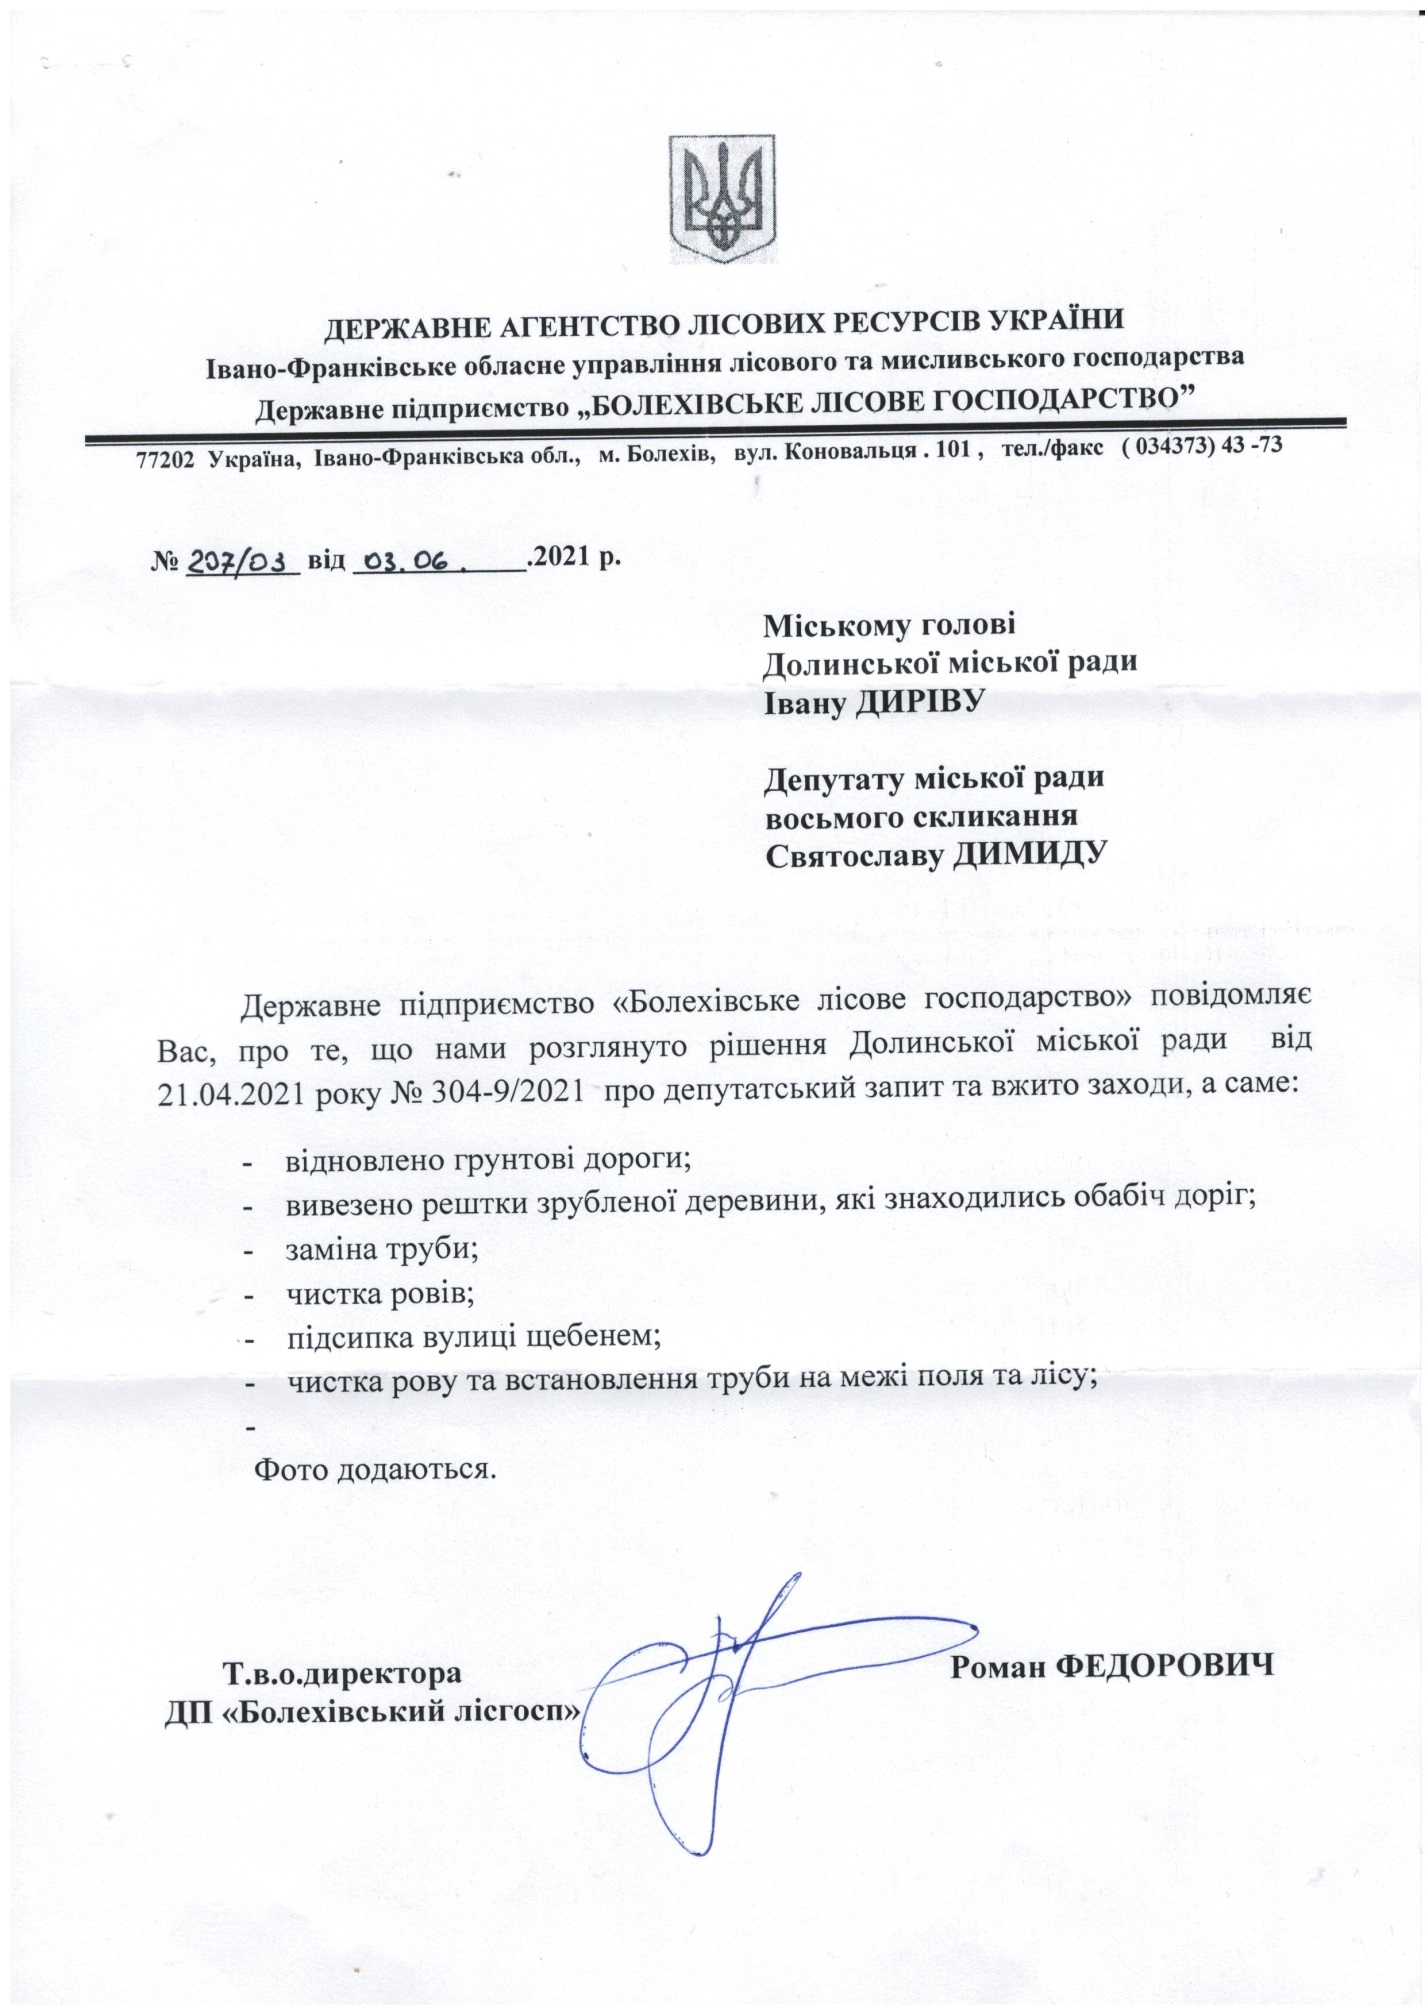 ДЕРЖАВНЕ АГЕНТСТВО ЛІСОВИХ РЕСУРСІВ УКРАЇНИ
Івано-Франківське обласне управління лісового та мисливського господарства
Державне підприємство „БОЛЕХІВСЬКЕ ЛІСОВЕ ГОСПОДАРСТВО”
77202 Україна, Івано-Франківська обл., м. Болехів, вул. Коновальця . 101 , тел./факс ( 034373) 43 -73
№ 207/03 від 03.06. .2021 р.
Міському голові
Долинської міської ради
Івану ДИРІВУ
Депутату міської ради
восьмого скликання
Святославу ДИМИДУ
Державне підприємство «Болехівське лісове господарство» повідомляє
Вас, про те, що нами розглянуто рішення Долинської міської ради від
21.04.2021 року № 304-9/2021 про депутатський запит та вжито заходи, а саме:
- відновлено грунтові дороги;
- вивезено рештки зрубленої деревини, які знаходились обабіч доріг;
- заміна труби;
- чистка ровів;
- підсипка вулиці щебенем;
- чистка рову та встановлення труби на межі поля та лісу;
-
Фото додаються.
Т.в.о.директора
ДП «Болехівський лісгосп»
Роман ФЕДОРОВИЧ